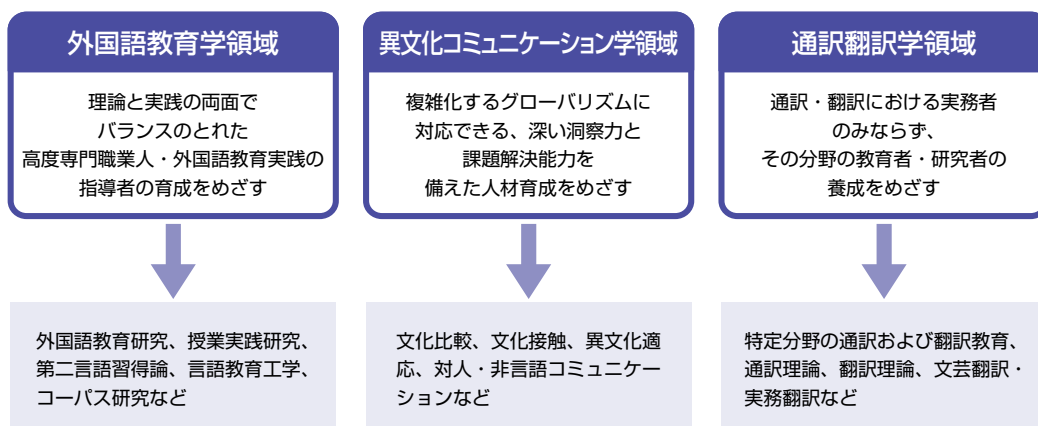 外国語教育学領域
理論と実践の両面で
バランスのとれた
高度専門職業人・外国語教育実践の
指導者の育成をめざす
外国語教育研究、授業実践研究、
第二言語習得論、言語教育工学、
コーパス研究など
異文化コミュニケーション学領域
複雑化するグローバリズムに
対応できる、深い洞察力と
課題解決能力を
備えた人材育成をめざす
文化比較、文化接触、異文化適
応、対人・非言語コミュニケー
ションなど
通訳翻訳学領域
通訳・翻訳における実務者
のみならず、
その分野の教育者・研究者の
養成をめざす
特定分野の通訳および翻訳教育、
通訳理論、翻訳理論、文芸翻訳・
実務翻訳など